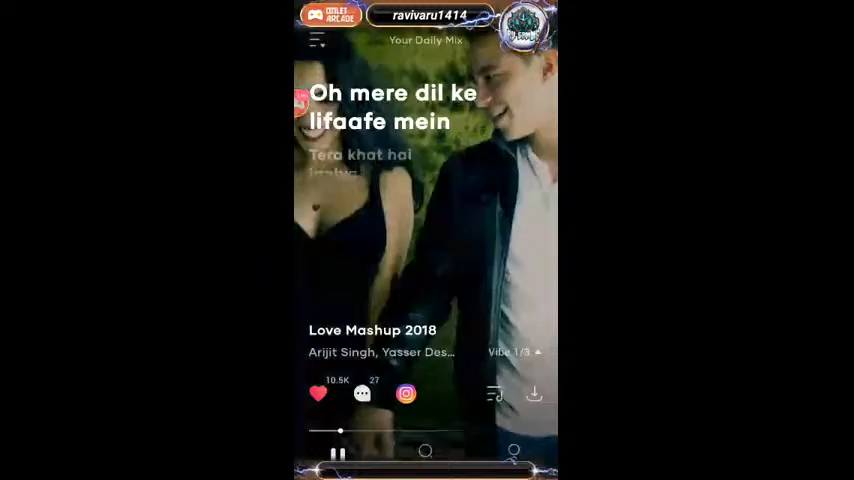 OMLET
ARCADE
ravivaru1414
Your Daily Mix
Oh mere dil ke
lifaafe mein
Tera khat hai
Love Mashup 2018
Arijit Singh, Yasser Des...
Vibe 1/3
10.5K
27